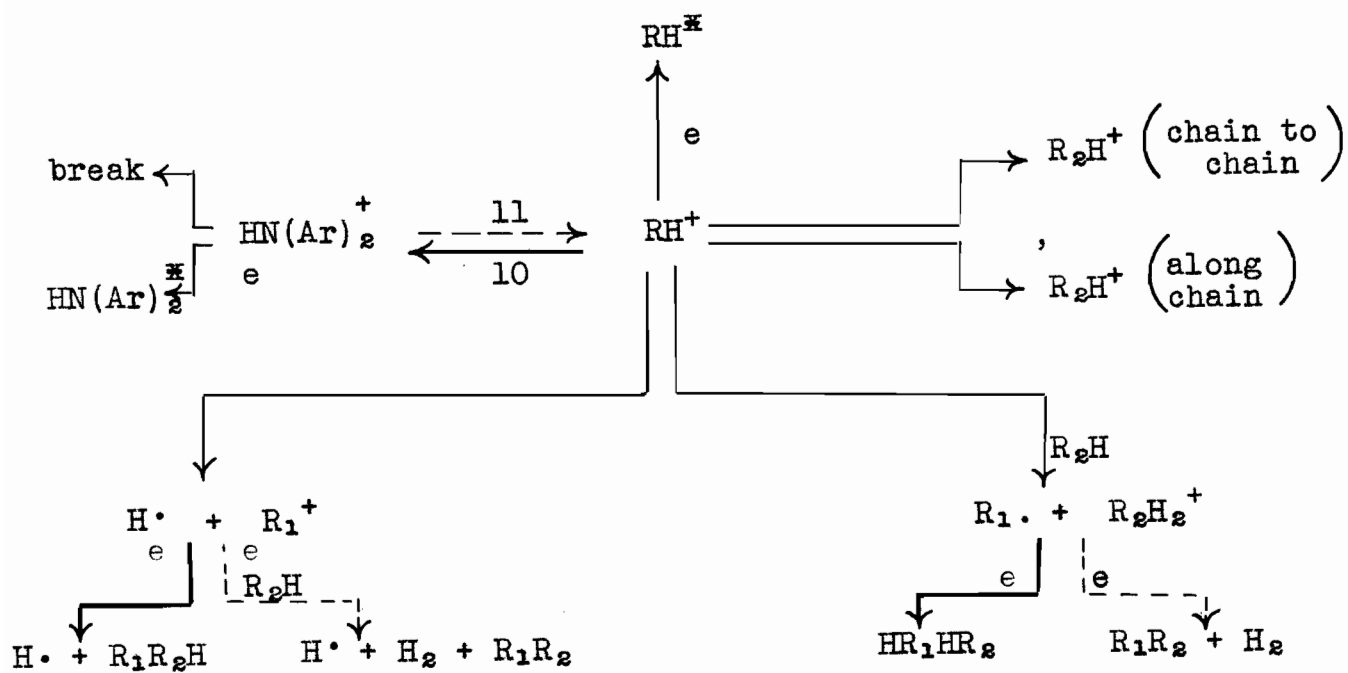 RH*
e
R₂H⁺ (chain to chain)
break
11
HN(Ar)₂⁺ RH⁺ ,
e 10
HN(Ar)₂* R₂H⁺ (along chain)
R₂H
H· + R₁⁺ R₁· + R₂H₂⁺
e e e e
R₂H
H· + R₁R₂H H· + H₂ + R₁R₂ HR₁HR₂ R₁R₂ + H₂